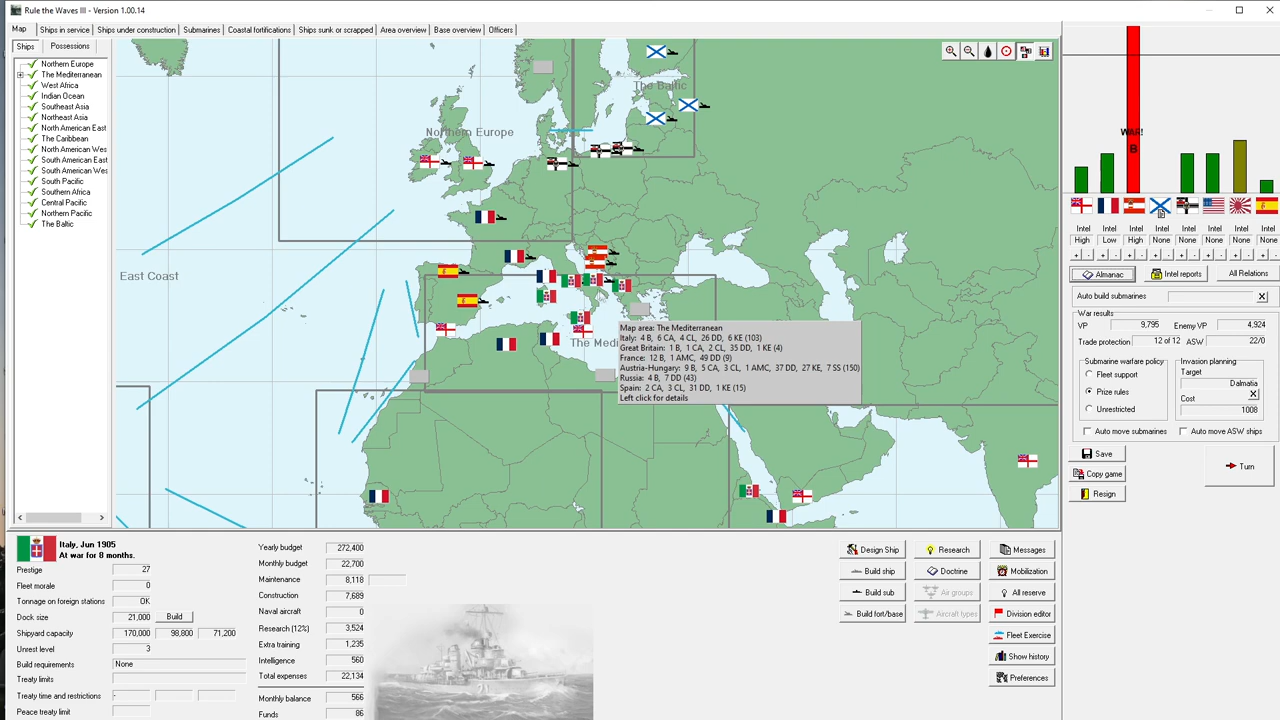 Rule the Waves III - Version 1.00.14
Map Ships in service Ships under construction Submarines Coastal fortifications Ships sunk or scrapped Area overview Base overview Officers
Ships Possessions
Northern Europe
The Mediterranean
West Africa
Indian Ocean
Southeast Asia
Northeast Asia
North American East
The Caribbean
North American Wes
South American East
South American Wes
South Pacific
Southern Africa
Central Pacific
Northern Pacific
The Baltic
The Baltic
Northern Europe
East Coast
The Medi
Map area: The Mediterranean
Italy: 4 B, 6 CA, 4 CL, 26 DD, 6 KE (103)
Great Britain: 1 B, 1 CA, 2 CL, 35 DD, 1 KE (4)
France: 12 B, 1 AMC, 49 DD (9)
Austria-Hungary: 9 B, 5 CA, 3 CL, 1 AMC, 37 DD, 27 KE, 7 SS (150)
Russia: 4 B, 7 DD (43)
Spain: 2 CA, 3 CL, 31 DD, 1 KE (15)
Left click for details
WAR!
B
Intel Intel Intel Intel Intel Intel Intel Intel
High Low High None None None None None
+ - + - + - + - + - + - + - + -
Almanac Intel reports All Relations
Auto build submarines X
War results
VP 9,795 Enemy VP 4,924
Trade protection 12 of 12 ASW 22/0
Submarine warfare policy
Fleet support
Prize rules
Unrestricted
Invasion planning
Target
Dalmatia
Cost X
1008
Auto move submarines Auto move ASW ships
Save
Copy game
Resign
Turn
Italy, Jun 1905
At war for 8 months.
Prestige 27
Fleet morale 0
Tonnage on foreign stations OK
Dock size 21,000 Build
Shipyard capacity 170,000 98,800 71,200
Unrest level 3
Build requirements None
Treaty limits
Treaty time and restrictions -
Peace treaty limit
Yearly budget 272,400
Monthly budget 22,700
Maintenance 8,118
Construction 7,689
Naval aircraft 0
Research (12%) 3,524
Extra training 1,235
Intelligence 560
Total expenses 22,134
Monthly balance 566
Funds 86
Design Ship Research Messages
Build ship Doctrine Mobilization
Build sub Air groups All reserve
Build fort/base Aircraft types Division editor
Fleet Exercise
Show history
Preferences